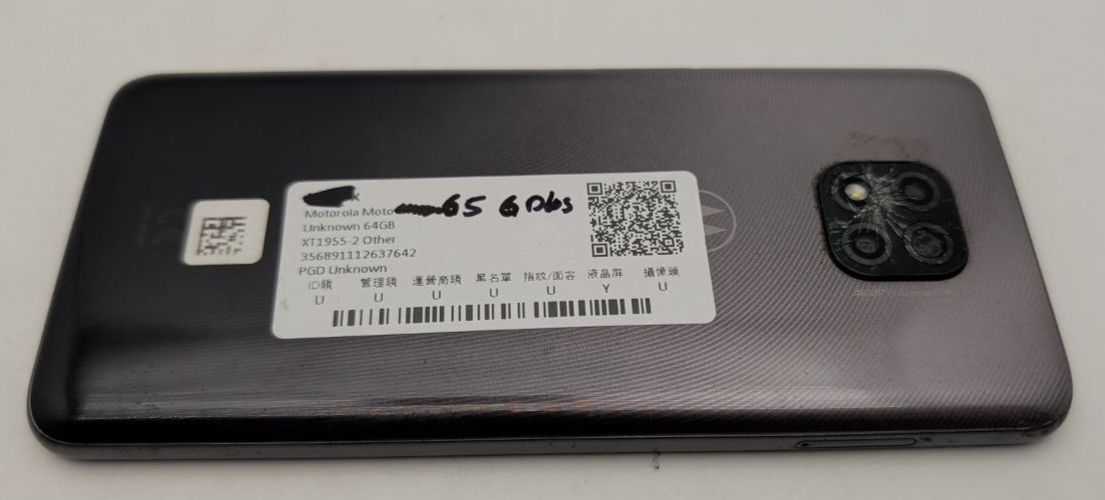 Motorola Moto 65 G Dbs
Unknown 64GB
XT1955-2 Other
356891112637642
PGD Unknown
ID鎖 管理鎖 運營商鎖 黑名單 指紋/面容 液晶屏 攝像頭
U U U U U Y U